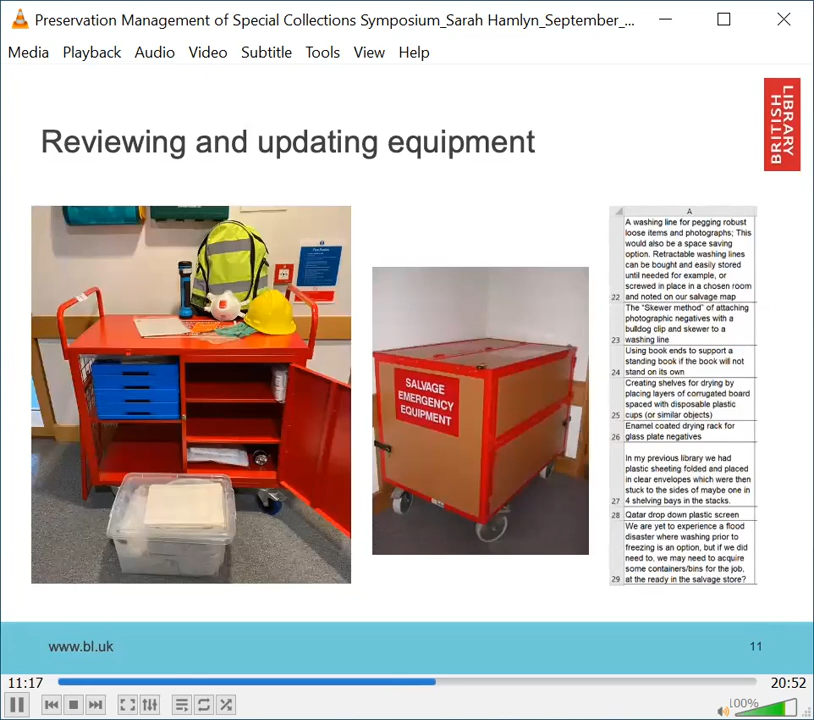 Preservation Management of Special Collections Symposium_Sarah Hamlyn_September_...
Media Playback Audio Video Subtitle Tools View Help
LIBRARY
BRITISH
Reviewing and updating equipment
SALVAGE
EMERGENCY
EQUIPMENT
A
A washing line for pegging robust
loose items and photographs; This
would also be a space saving
option. Retractable washing lines
can be bought and easily stored
until needed for example, or
screwed in place in a chosen room
22 and noted on our salvage map
The "Skewer method" of attaching
photographic negatives with a
bulldog clip and skewer to a
23 washing line
Using book ends to support a
standing book if the book will not
24 stand on its own
Creating shelves for drying by
placing layers of corrugated board
spaced with disposable plastic
25 cups (or similar objects)
Enamel coated drying rack for
26 glass plate negatives
In my previous library we had
plastic sheeting folded and placed
in clear envelopes which were then
stuck to the sides of maybe one in
27 4 shelving bays in the stacks.
28 Qatar drop down plastic screen
We are yet to experience a flood
disaster where washing prior to
freezing is an option, but if we did
need to, we may need to acquire
some containers/bins for the job,
29 at the ready in the salvage store?
www.bl.uk
11
11:17
20:52
100%